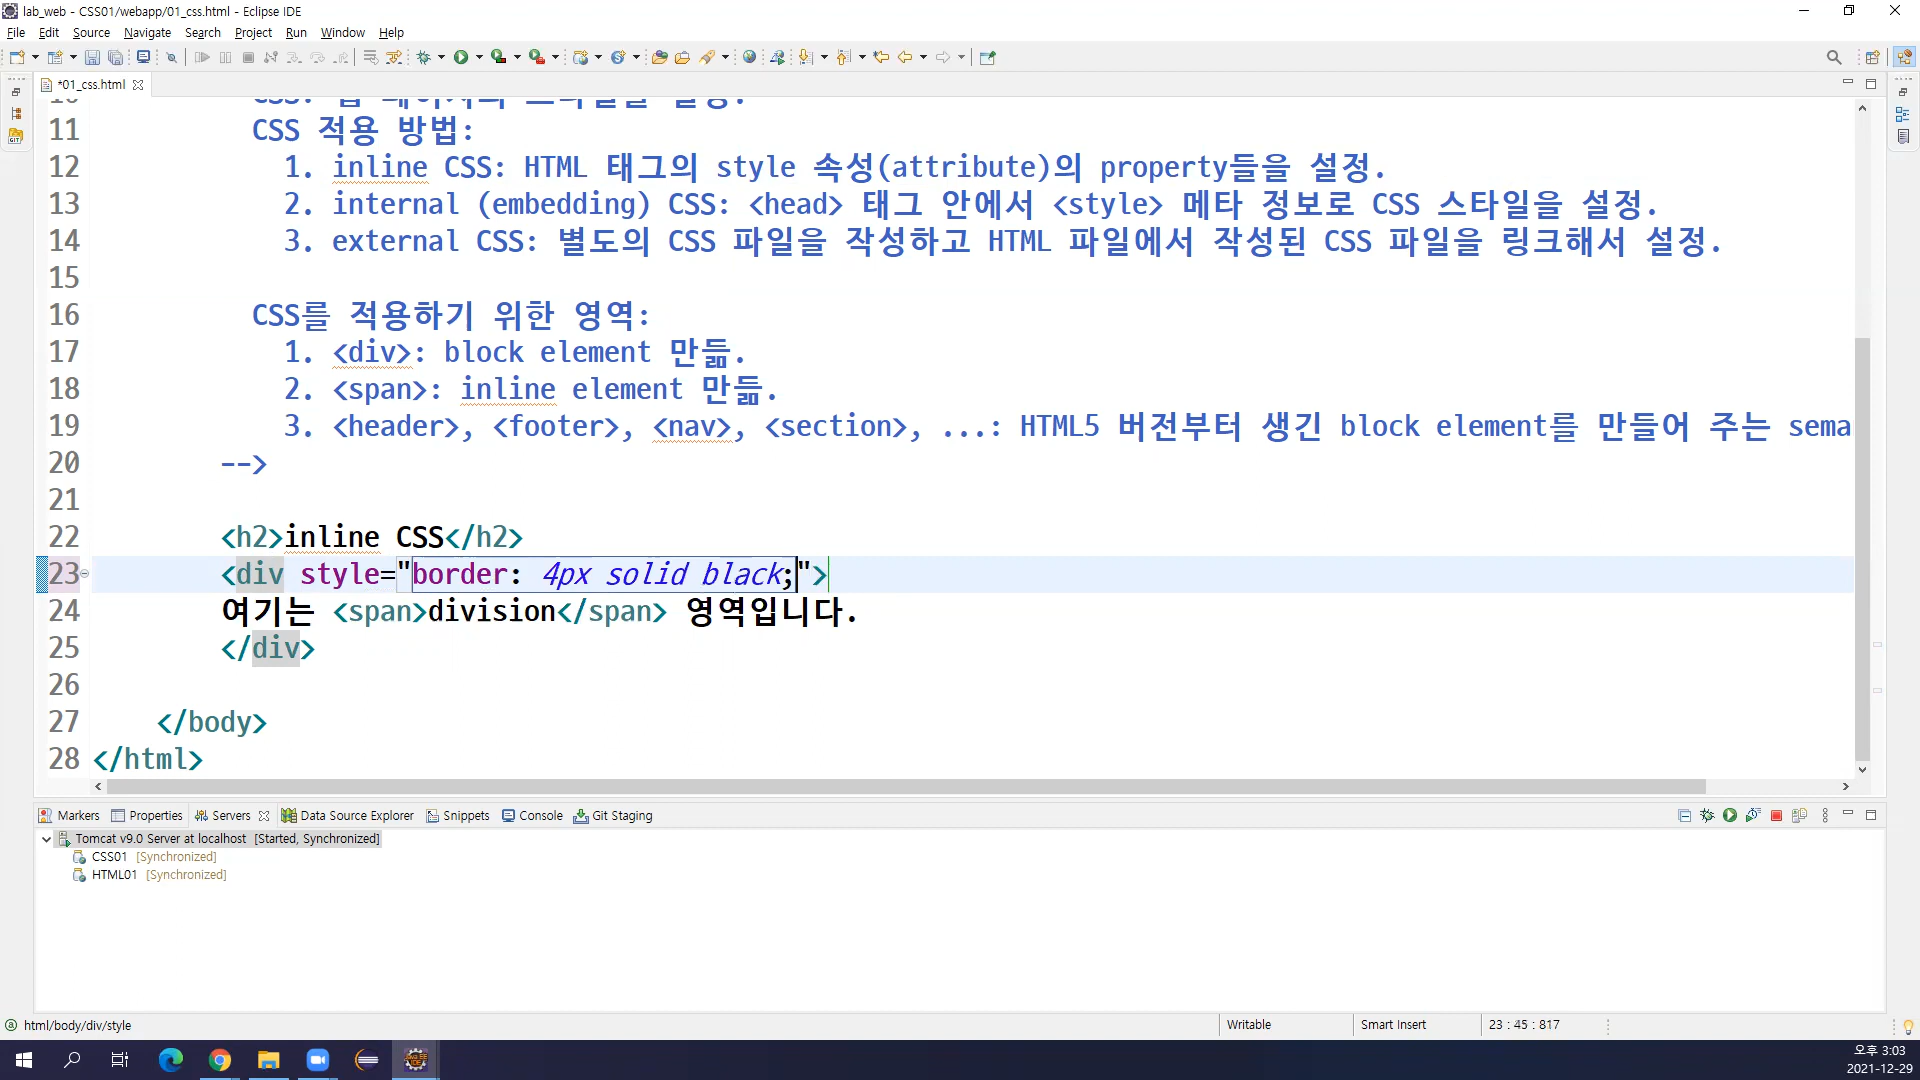 lab_web - CSS01/webapp/01_css.html - Eclipse IDE
File Edit Source Navigate Search Project Run Window Help
*01_css.html
11 CSS 적용 방법:
12 1. inline CSS: HTML 태그의 style 속성(attribute)의 property들을 설정.
13 2. internal (embedding) CSS: <head> 태그 안에서 <style> 메타 정보로 CSS 스타일을 설정.
14 3. external CSS: 별도의 CSS 파일을 작성하고 HTML 파일에서 작성된 CSS 파일을 링크해서 설정.
15
16 CSS를 적용하기 위한 영역:
17 1. <div>: block element 만듦.
18 2. <span>: inline element 만듦.
19 3. <header>, <footer>, <nav>, <section>, ...: HTML5 버전부터 생긴 block element를 만들어 주는 sema
20 -->
21
22 <h2>inline CSS</h2>
23 <div style="border: 4px solid black;">
24 여기는 <span>division</span> 영역입니다.
25 </div>
26
27 </body>
28 </html>
Markers Properties Servers Data Source Explorer Snippets Console Git Staging
Tomcat v9.0 Server at localhost [Started, Synchronized]
CSS01 [Synchronized]
HTML01 [Synchronized]
html/body/div/style Writable Smart Insert 23 : 45 : 817
오후 3:03
2021-12-29